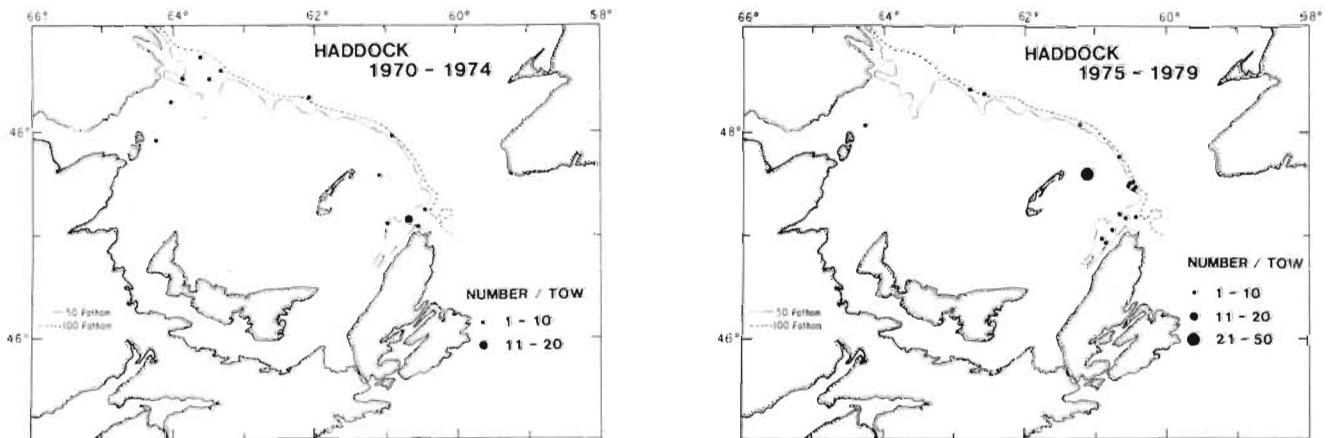 66° 64° 62° 60° 58°
HADDOCK
1970 - 1974
48°
NUMBER / TOW
1 - 10
11 - 20
50 Fathom
100 Fathom
46°
66° 64° 62° 60° 58°
HADDOCK
1975 - 1979
48°
NUMBER / TOW
1 - 10
11 - 20
21 - 50
50 Fathom
100 Fathom
46°